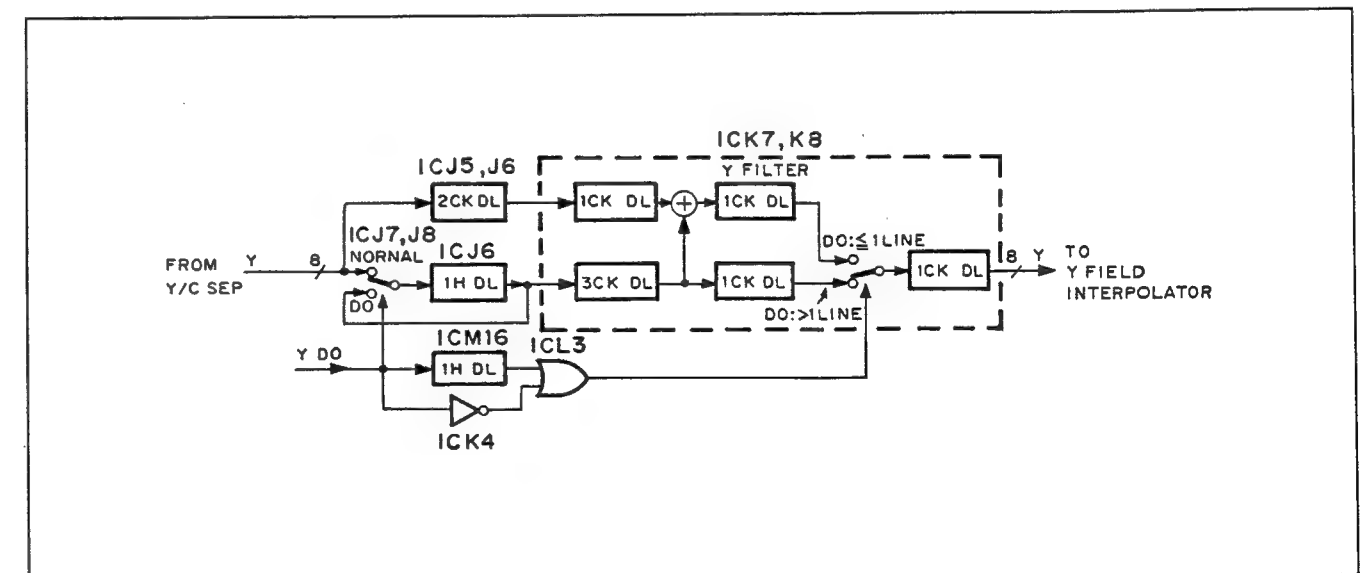 ICK7, K8
ICJ5, J6
Y FILTER
2CK DL
1CK DL
1CK DL
DO:≦1LINE
ICJ7, J8
NORNAL
ICJ6
FROM
Y/C SEP
Y
8
1H DL
3CK DL
1CK DL
1CK DL
8
Y
TO
Y FIELD
INTERPOLATOR
DO
DO:>1LINE
ICM16
ICL3
Y DO
1H DL
ICK4